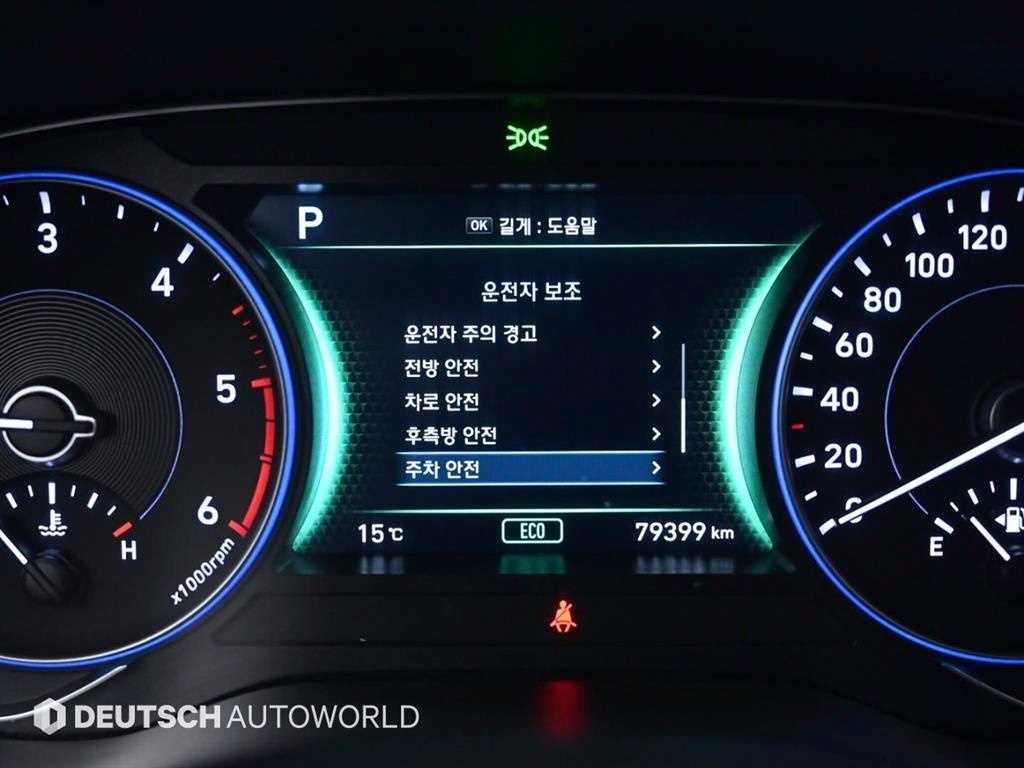 P
OK 길게 : 도움말
운전자 보조
운전자 주의 경고
전방 안전
차로 안전
후측방 안전
주차 안전
15℃
ECO
79399 km
3
4
5
6
x1000rpm
H
120
100
80
60
40
20
0
E
DEUTSCH AUTOWORLD